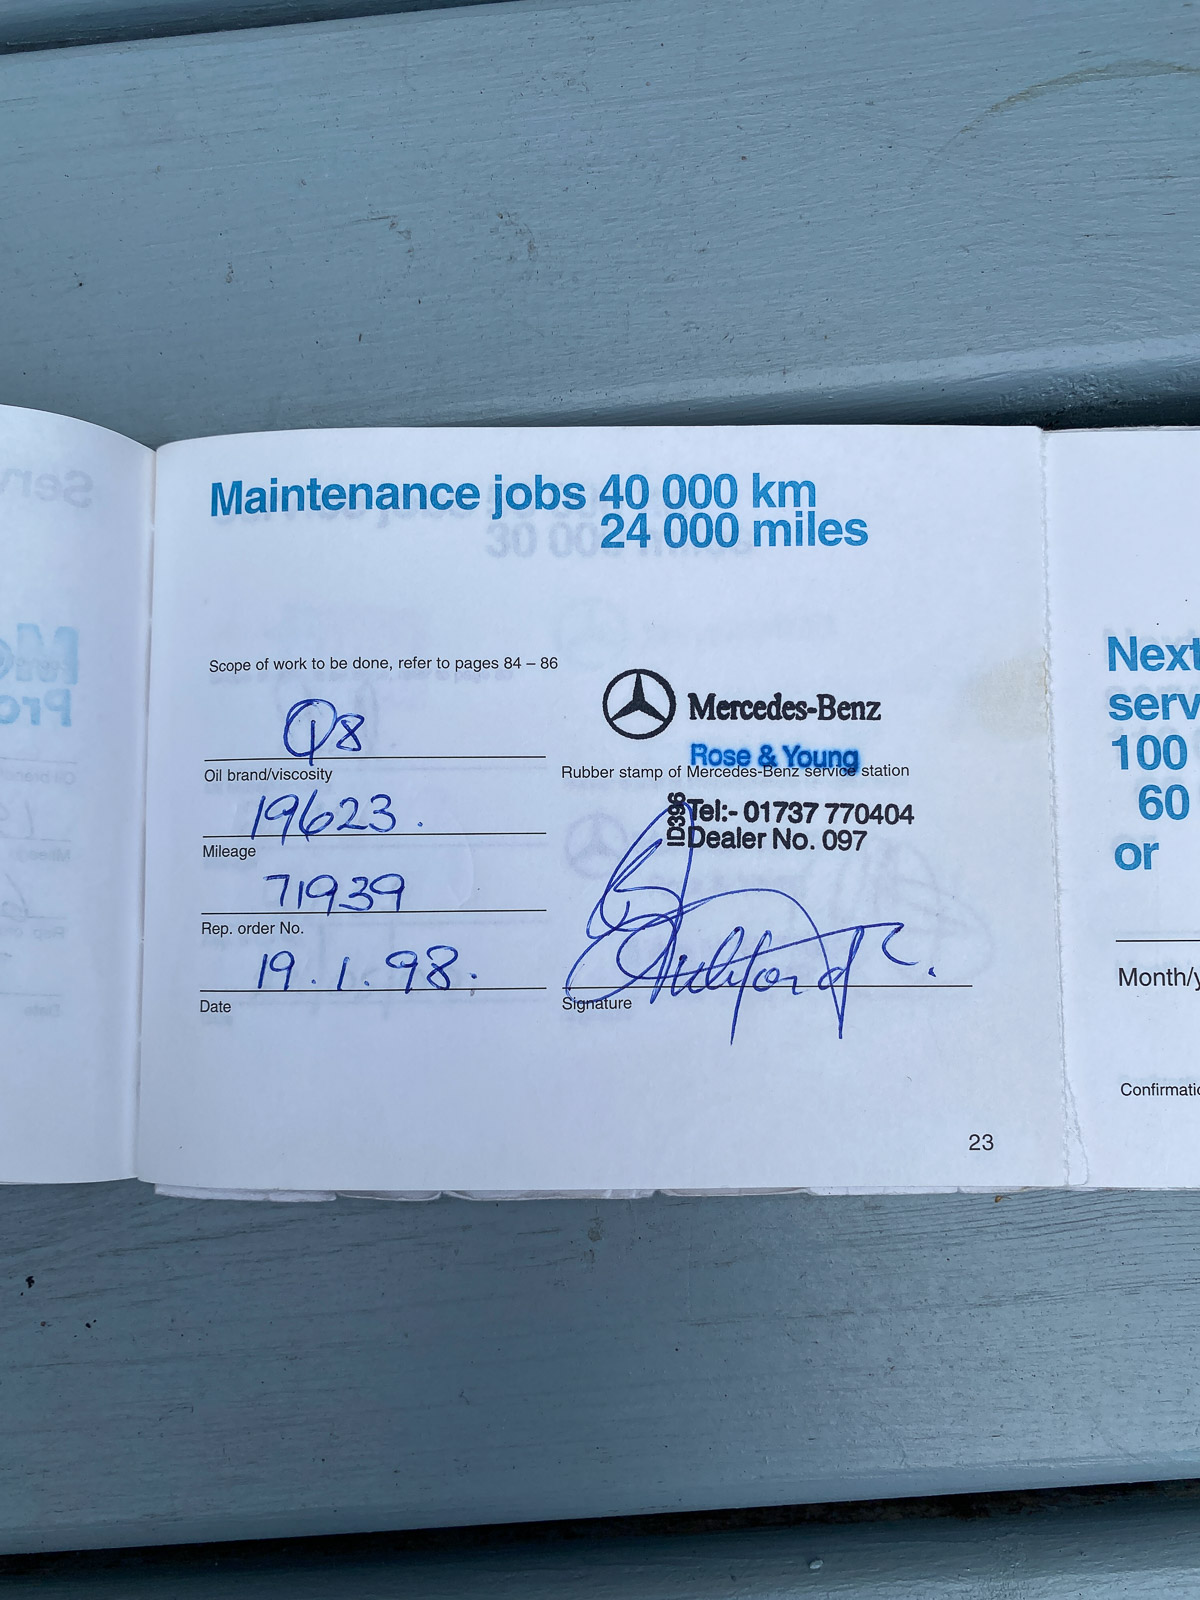 Maintenance jobs 40 000 km
24 000 miles
Scope of work to be done, refer to pages 84 – 86
Q8
Oil brand/viscosity
19623.
Mileage
71939
Rep. order No.
19.1.98.
Date
Mercedes-Benz
Rose & Young
Rubber stamp of Mercedes-Benz service station
ID396
Tel:- 01737 770404
Dealer No. 097
Signature
23
Next
serv
100
60
or
Month/y
Confirmatio